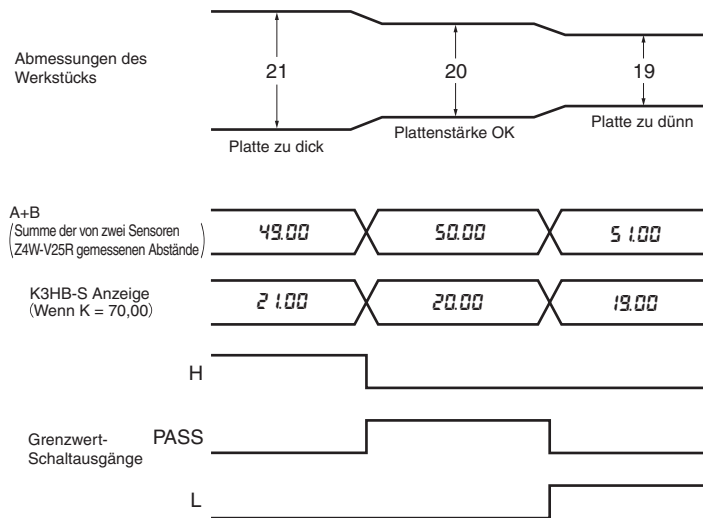 Abmessungen des
Werkstücks
21
20
19
Platte zu dick
Plattenstärke OK
Platte zu dünn
A+B
(Summe der von zwei Sensoren
Z4W-V25R gemessenen Abstände)
49.00
50.00
51.00
K3HB-S Anzeige
(Wenn K = 70,00)
21.00
20.00
19.00
H
Grenzwert-
Schaltausgänge
PASS
L